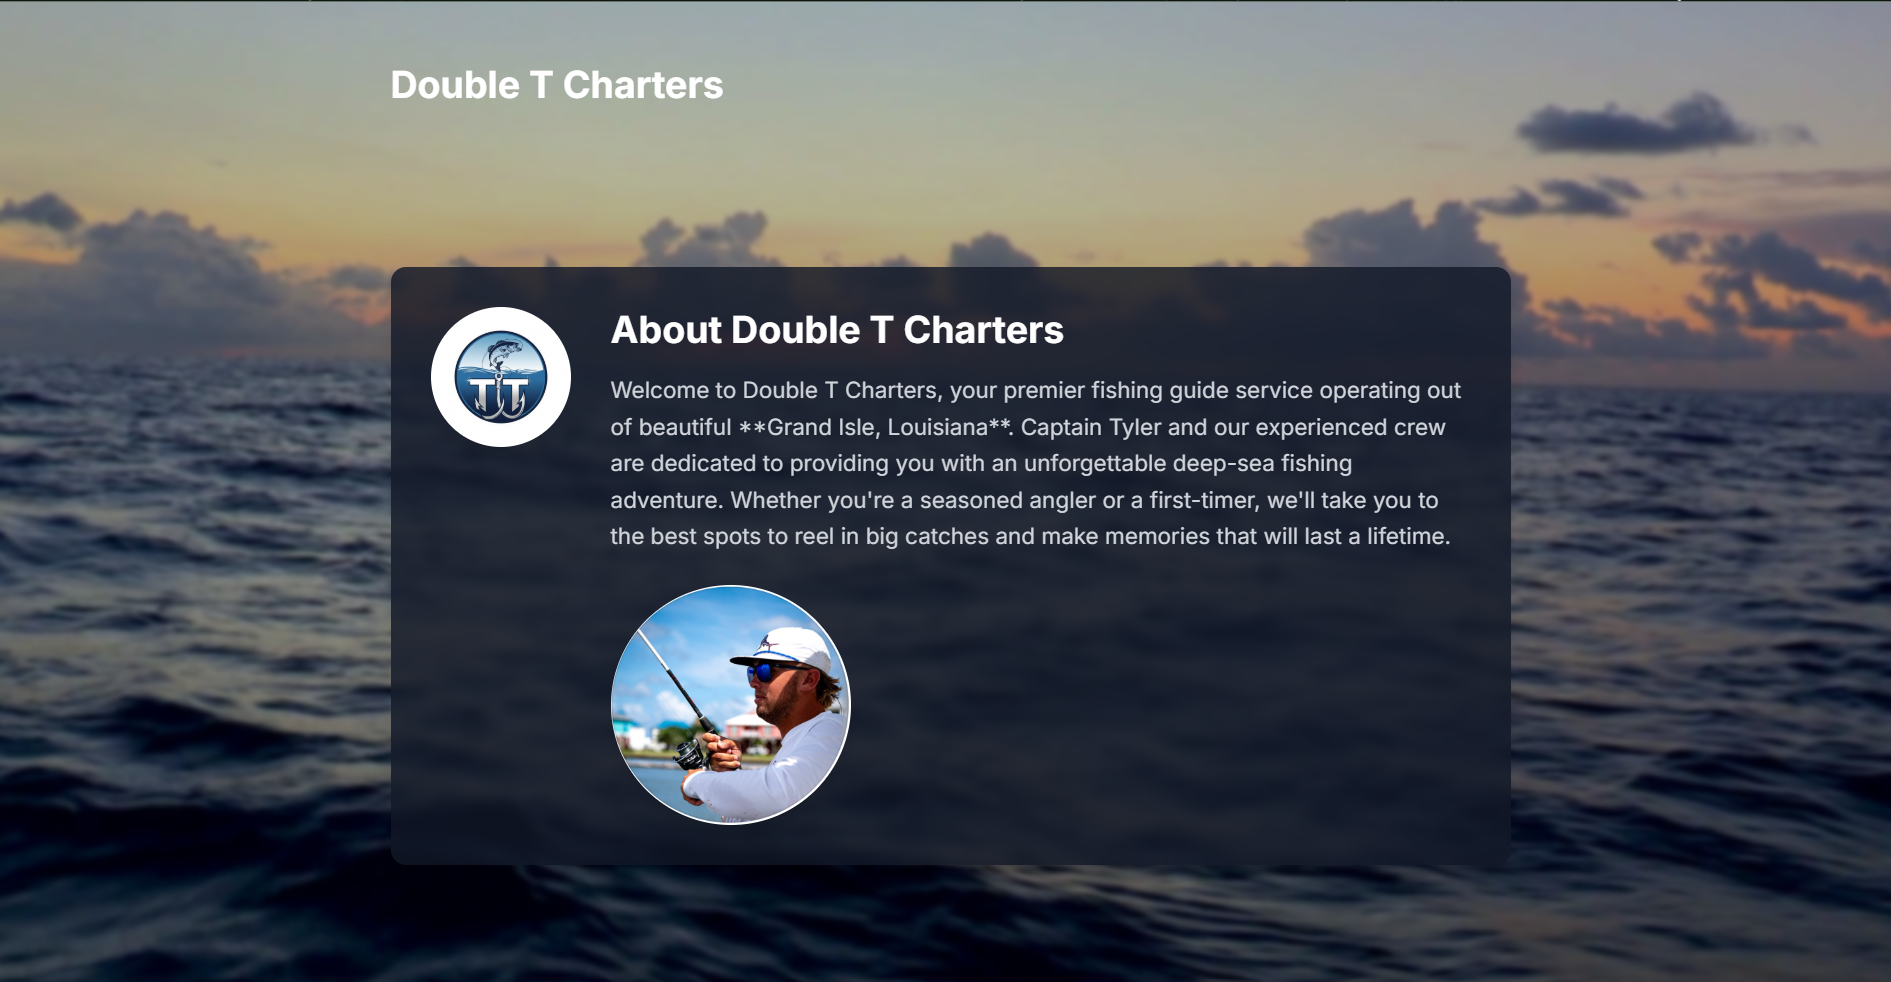 Double T Charters
About Double T Charters
TT
Welcome to Double T Charters, your premier fishing guide service operating out
of beautiful **Grand Isle, Louisiana**. Captain Tyler and our experienced crew
are dedicated to providing you with an unforgettable deep-sea fishing
adventure. Whether you're a seasoned angler or a first-timer, we'll take you to
the best spots to reel in big catches and make memories that will last a lifetime.